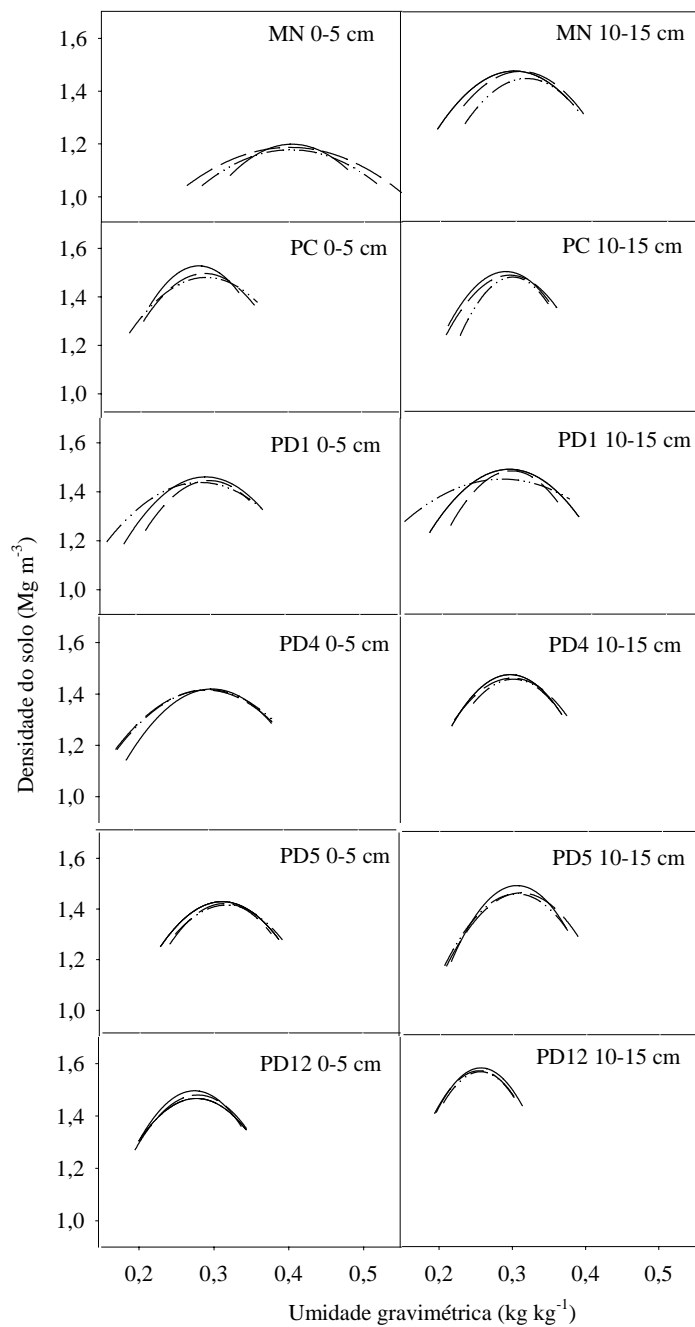 MN 0-5 cm
MN 10-15 cm
1,6
1,4
1,2
1,0
PC 0-5 cm
PC 10-15 cm
1,6
1,4
1,2
1,0
PD1 0-5 cm
PD1 10-15 cm
1,6
1,4
1,2
1,0
Densidade do solo (Mg m-3)
PD4 0-5 cm
PD4 10-15 cm
1,6
1,4
1,2
1,0
PD5 0-5 cm
PD5 10-15 cm
1,6
1,4
1,2
1,0
PD12 0-5 cm
PD12 10-15 cm
1,6
1,4
1,2
1,0
0,2 0,3 0,4 0,5 0,2 0,3 0,4 0,5
Umidade gravimétrica (kg kg-1)